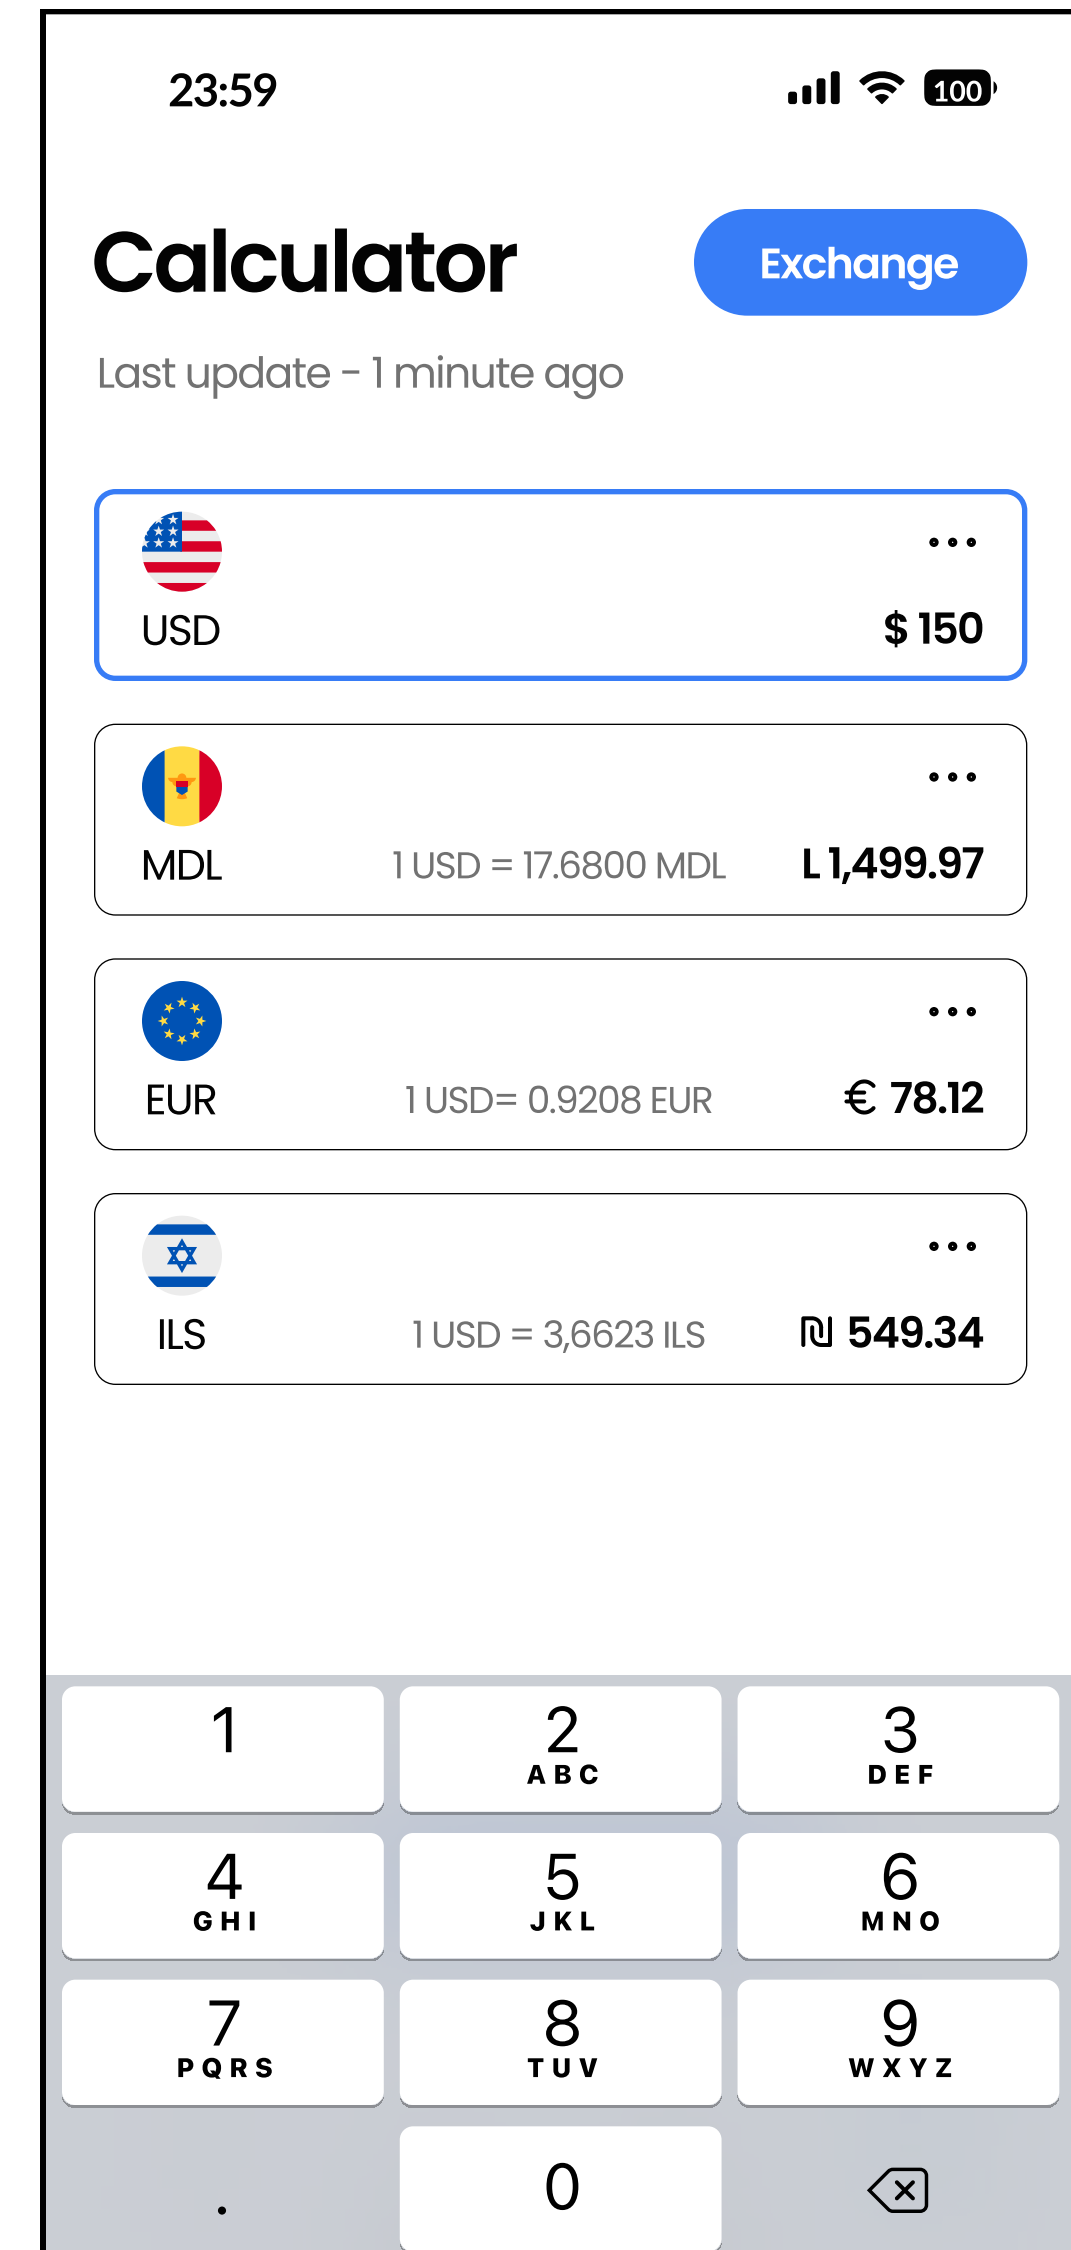 23:59 100
Calculator Exchange
Last update - 1 minute ago
USD $ 150
MDL 1 USD = 17.6800 MDL L 1,499.97
EUR 1 USD= 0.9208 EUR € 78.12
ILS 1 USD = 3,6623 ILS ₪ 549.34
1 2 3
ABC DEF
4 5 6
GHI JKL MNO
7 8 9
PQRS TUV WXYZ
. 0